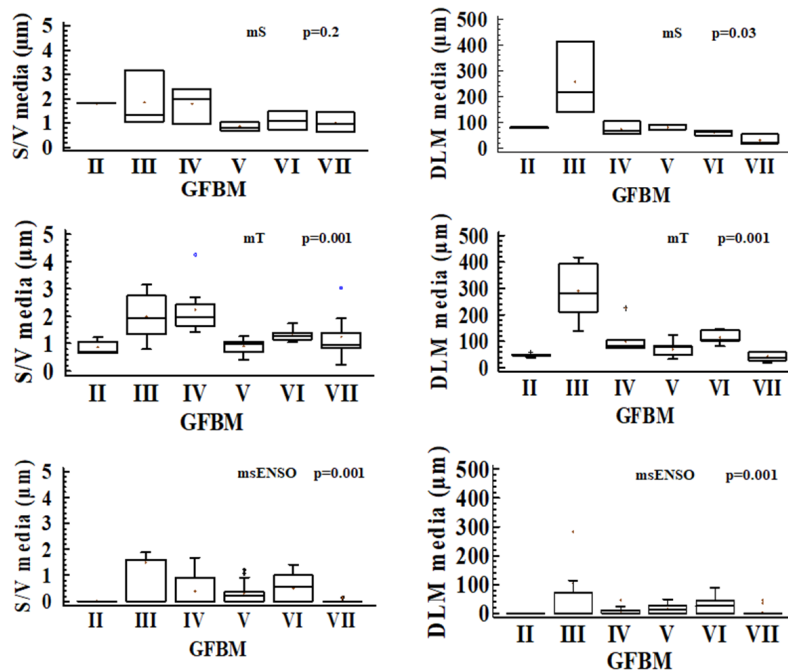 S/V media (µm)
mS p=0.2
5
4
3
2
1
0
II III IV V VI VII
GFBM
DLM media (µm)
mS p=0.03
500
400
300
200
100
0
II III IV V VI VII
GFBM
S/V media (µm)
mT p=0.001
5
4
3
2
1
0
II III IV V VI VII
GFBM
DLM media (µm)
mT p=0.001
500
400
300
200
100
0
II III IV V VI VII
GFBM
S/V media (µm)
msENSO p=0.001
5
4
3
2
1
0
II III IV V VI VII
GFBM
DLM media (µm)
msENSO p=0.001
500
400
300
200
100
0
II III IV V VI VII
GFBM